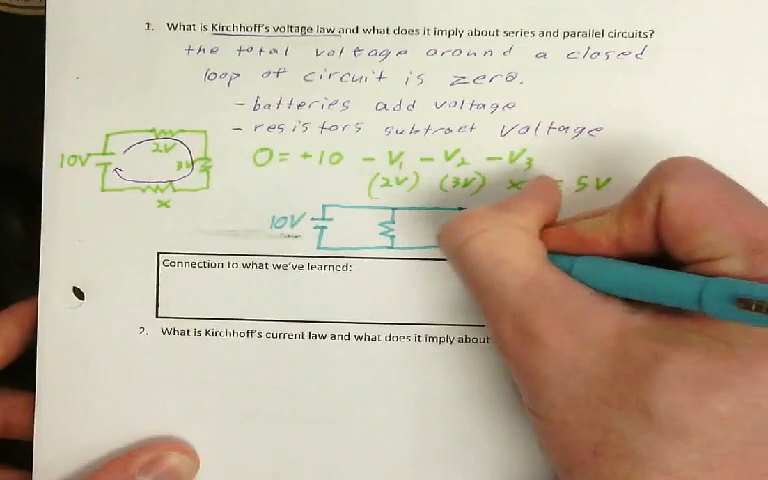 1. What is Kirchhoff's voltage law and what does it imply about series and parallel circuits?
the total voltage around a closed
loop of circuit is zero.
- batteries add voltage
- resistors subtract voltage
10V 2V 3V x
0 = +10 - V1 - V2 - V3
(2V) (3V) x = 5V
10V
Connection to what we've learned:
2. What is Kirchhoff's current law and what does it imply about